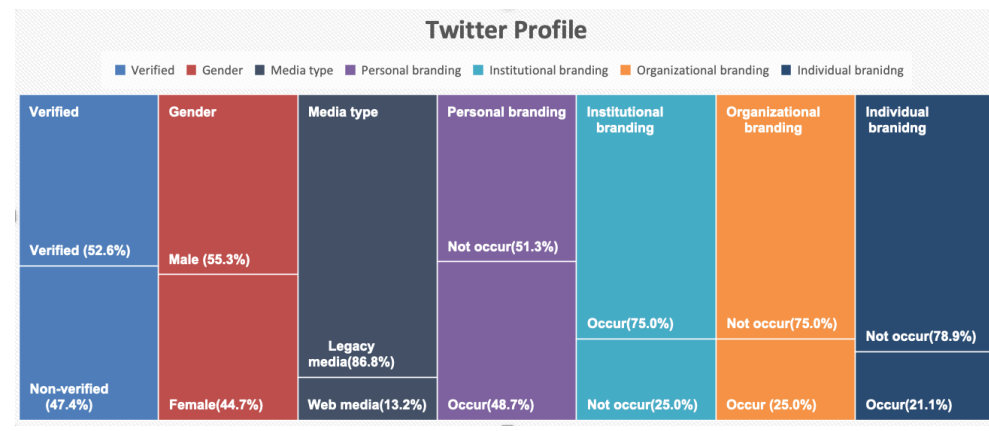 Twitter Profile
Verified Gender Media type Personal branding Institutional branding Organizational branding Individual branidng
Verified
Verified (52.6%)
Non-verified
(47.4%)
Gender
Male (55.3%)
Female(44.7%)
Media type
Legacy
media(86.8%)
Web media(13.2%)
Personal branding
Not occur(51.3%)
Occur(48.7%)
Institutional
branding
Occur(75.0%)
Not occur(25.0%)
Organizational
branding
Not occur(75.0%)
Occur (25.0%)
Individual
branidng
Not occur(78.9%)
Occur(21.1%)